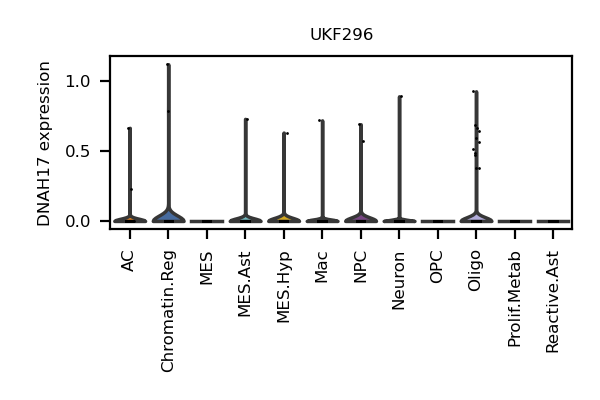 UKF296
DNAH17 expression
1.0
0.5
0.0
AC
Chromatin.Reg
MES
MES.Ast
MES.Hyp
Mac
NPC
Neuron
OPC
Oligo
Prolif.Metab
Reactive.Ast